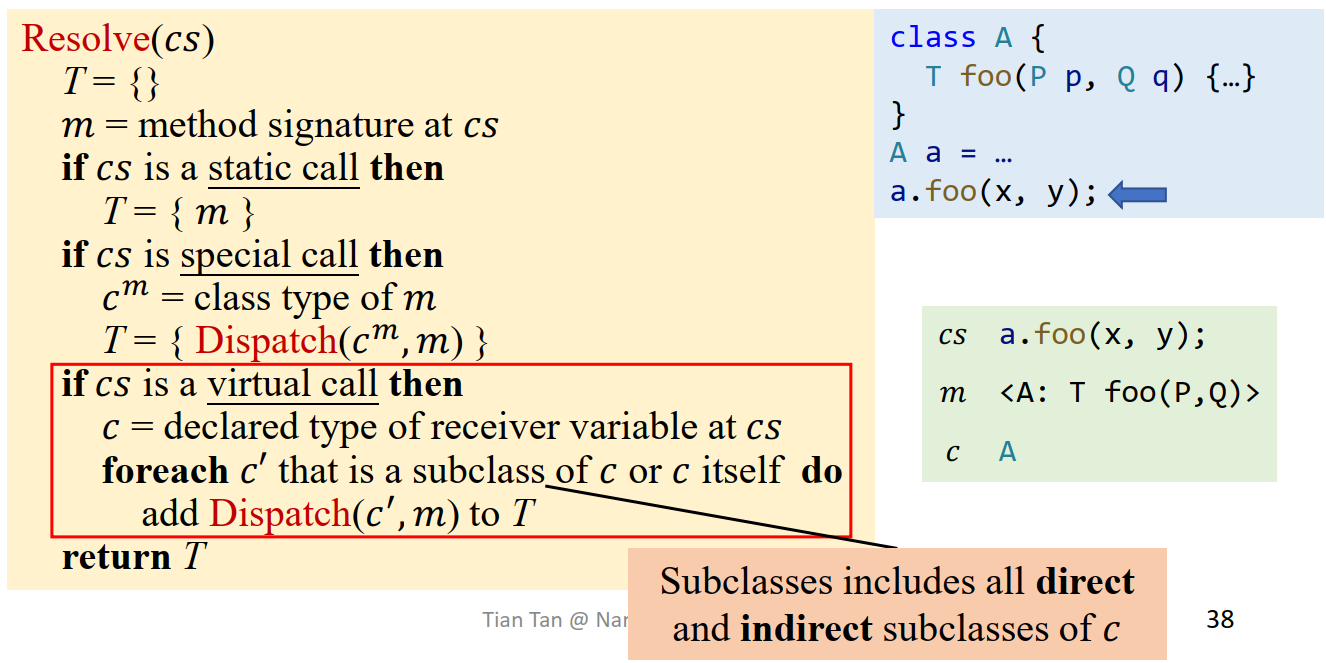 Resolve(cs)
T = {}
m = method signature at cs
if cs is a static call then
T = { m }
if cs is special call then
cᵐ = class type of m
T = { Dispatch(cᵐ, m) }
if cs is a virtual call then
c = declared type of receiver variable at cs
foreach c′ that is a subclass of c or c itself do
add Dispatch(c′, m) to T
return T
class A {
T foo(P p, Q q) {…}
}
A a = …
a.foo(x, y);
cs a.foo(x, y);
m <A: T foo(P,Q)>
c A
Subclasses includes all direct
and indirect subclasses of c
Tian Tan @
38